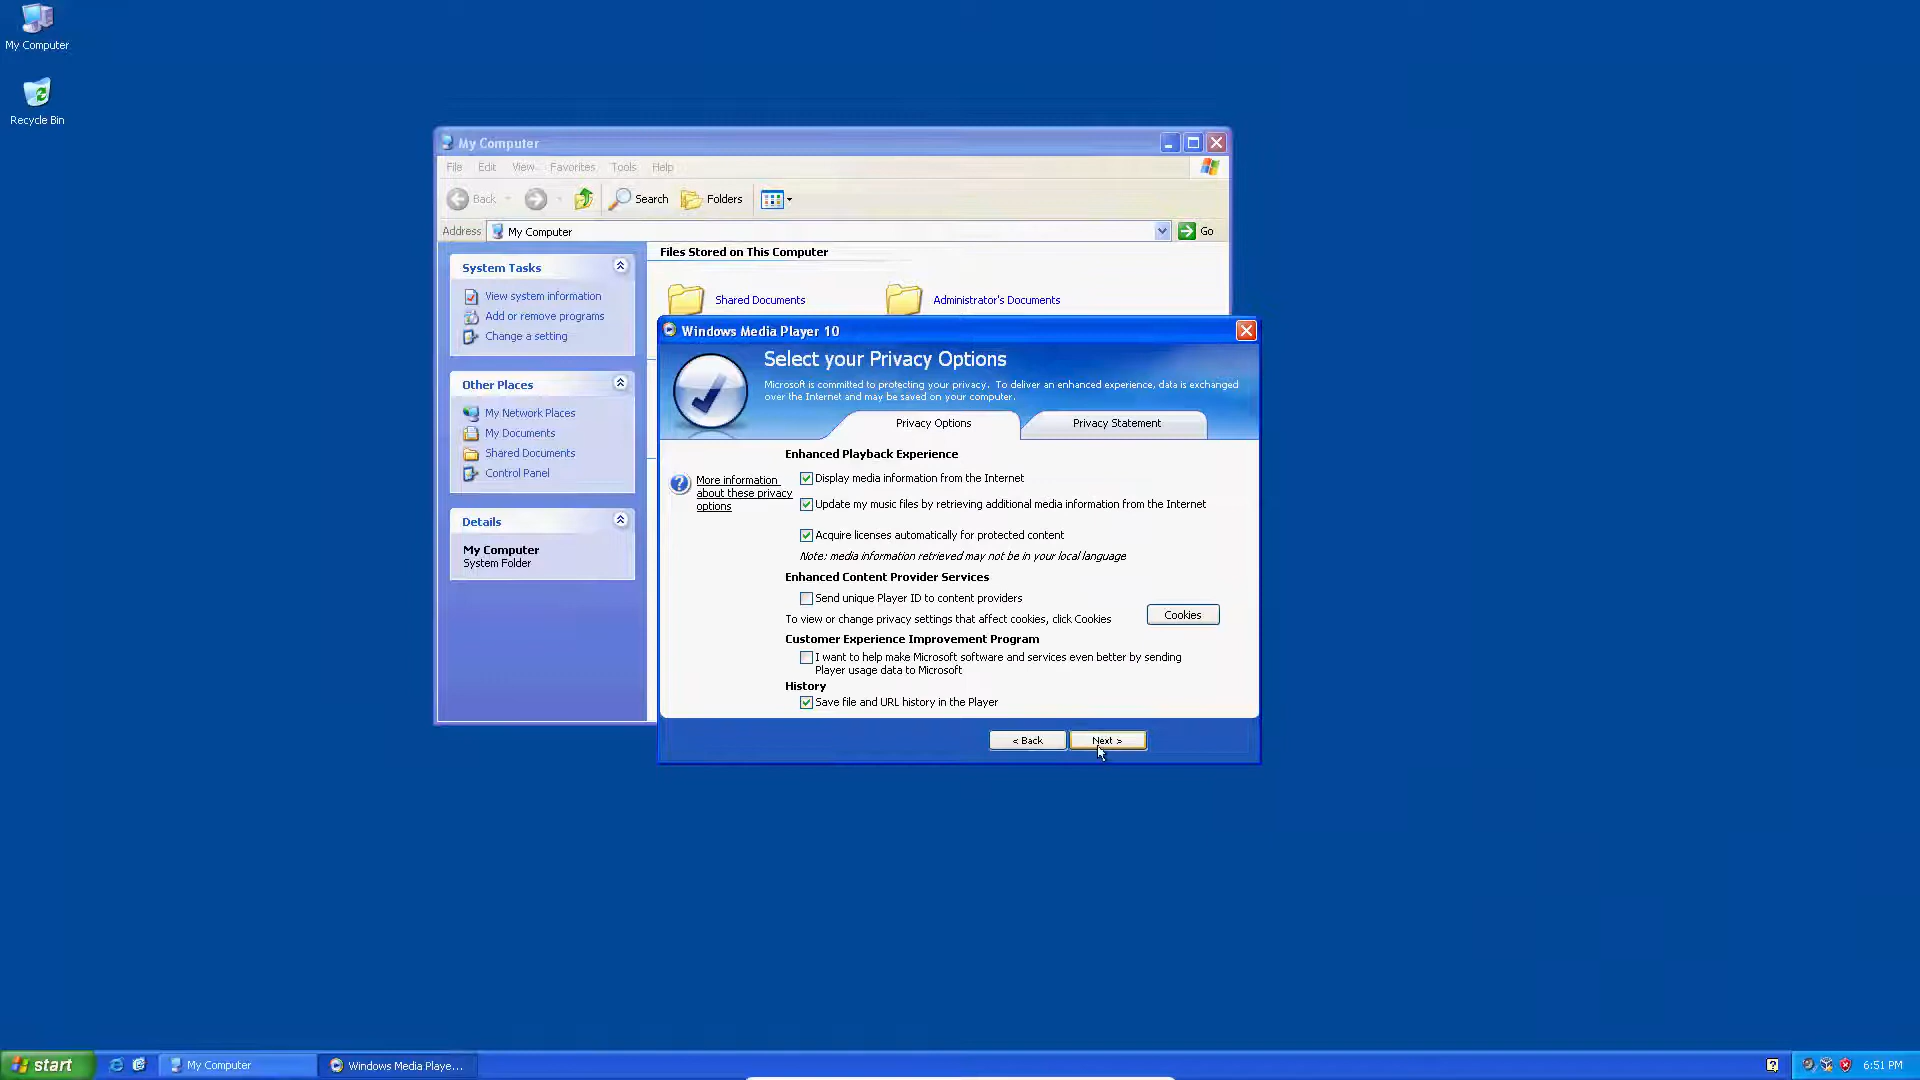 My Computer
Recycle Bin
My Computer
File Edit View Favorites Tools Help
Back Search Folders
Address My Computer Go
System Tasks
View system information
Add or remove programs
Change a setting
Other Places
My Network Places
My Documents
Shared Documents
Control Panel
Details
My Computer
System Folder
Files Stored on This Computer
Shared Documents Administrator's Documents
Windows Media Player 10
Select your Privacy Options
Microsoft is committed to protecting your privacy. To deliver an enhanced experience, data is exchanged
over the Internet and may be saved on your computer.
Privacy Options Privacy Statement
More information
about these privacy
options
Enhanced Playback Experience
Display media information from the Internet
Update my music files by retrieving additional media information from the Internet
Acquire licenses automatically for protected content
Note: media information retrieved may not be in your local language
Enhanced Content Provider Services
Send unique Player ID to content providers
To view or change privacy settings that affect cookies, click Cookies
Cookies
Customer Experience Improvement Program
I want to help make Microsoft software and services even better by sending
Player usage data to Microsoft
History
Save file and URL history in the Player
< Back Next >
start My Computer Windows Media Playe... 6:51 PM